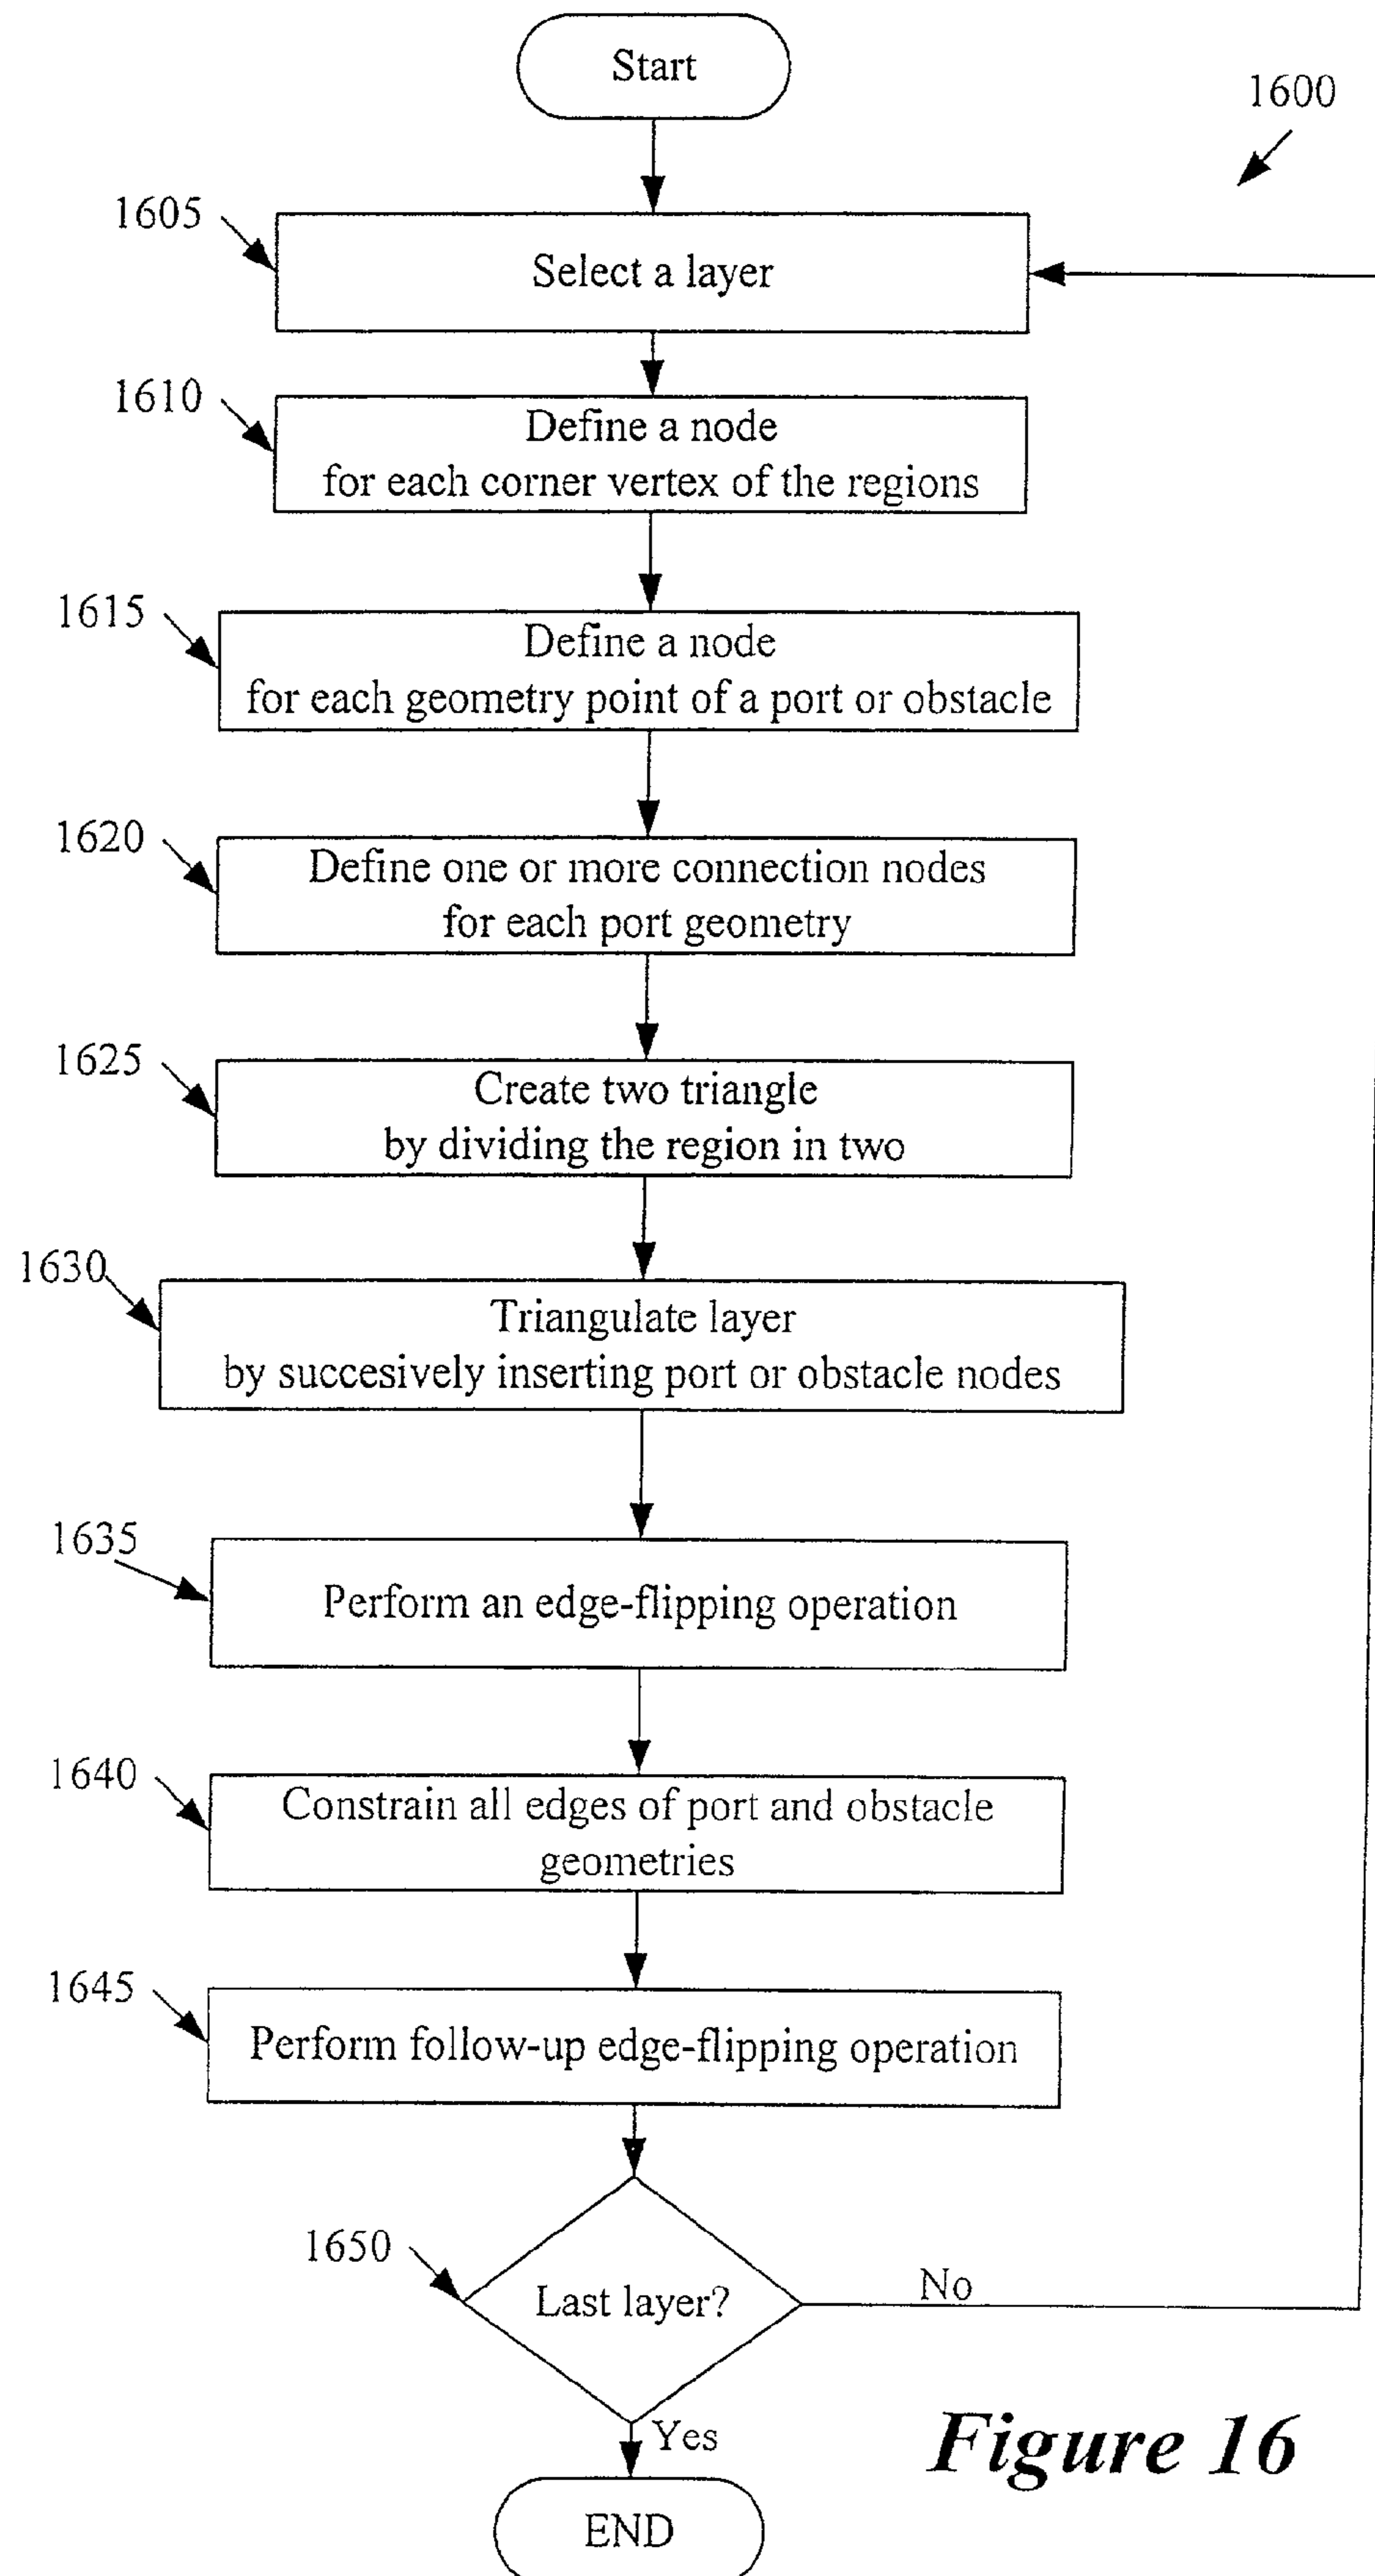 Start
1600
1605
Select a layer
1610
Define a node
for each corner vertex of the regions
1615
Define a node
for each geometry point of a port or obstacle
1620
Define one or more connection nodes
for each port geometry
1625
Create two triangle
by dividing the region in two
1630
Triangulate layer
by succesively inserting port or obstacle nodes
1635
Perform an edge-flipping operation
1640
Constrain all edges of port and obstacle
geometries
1645
Perform follow-up edge-flipping operation
1650
Last layer?
No
Yes
Figure 16
END